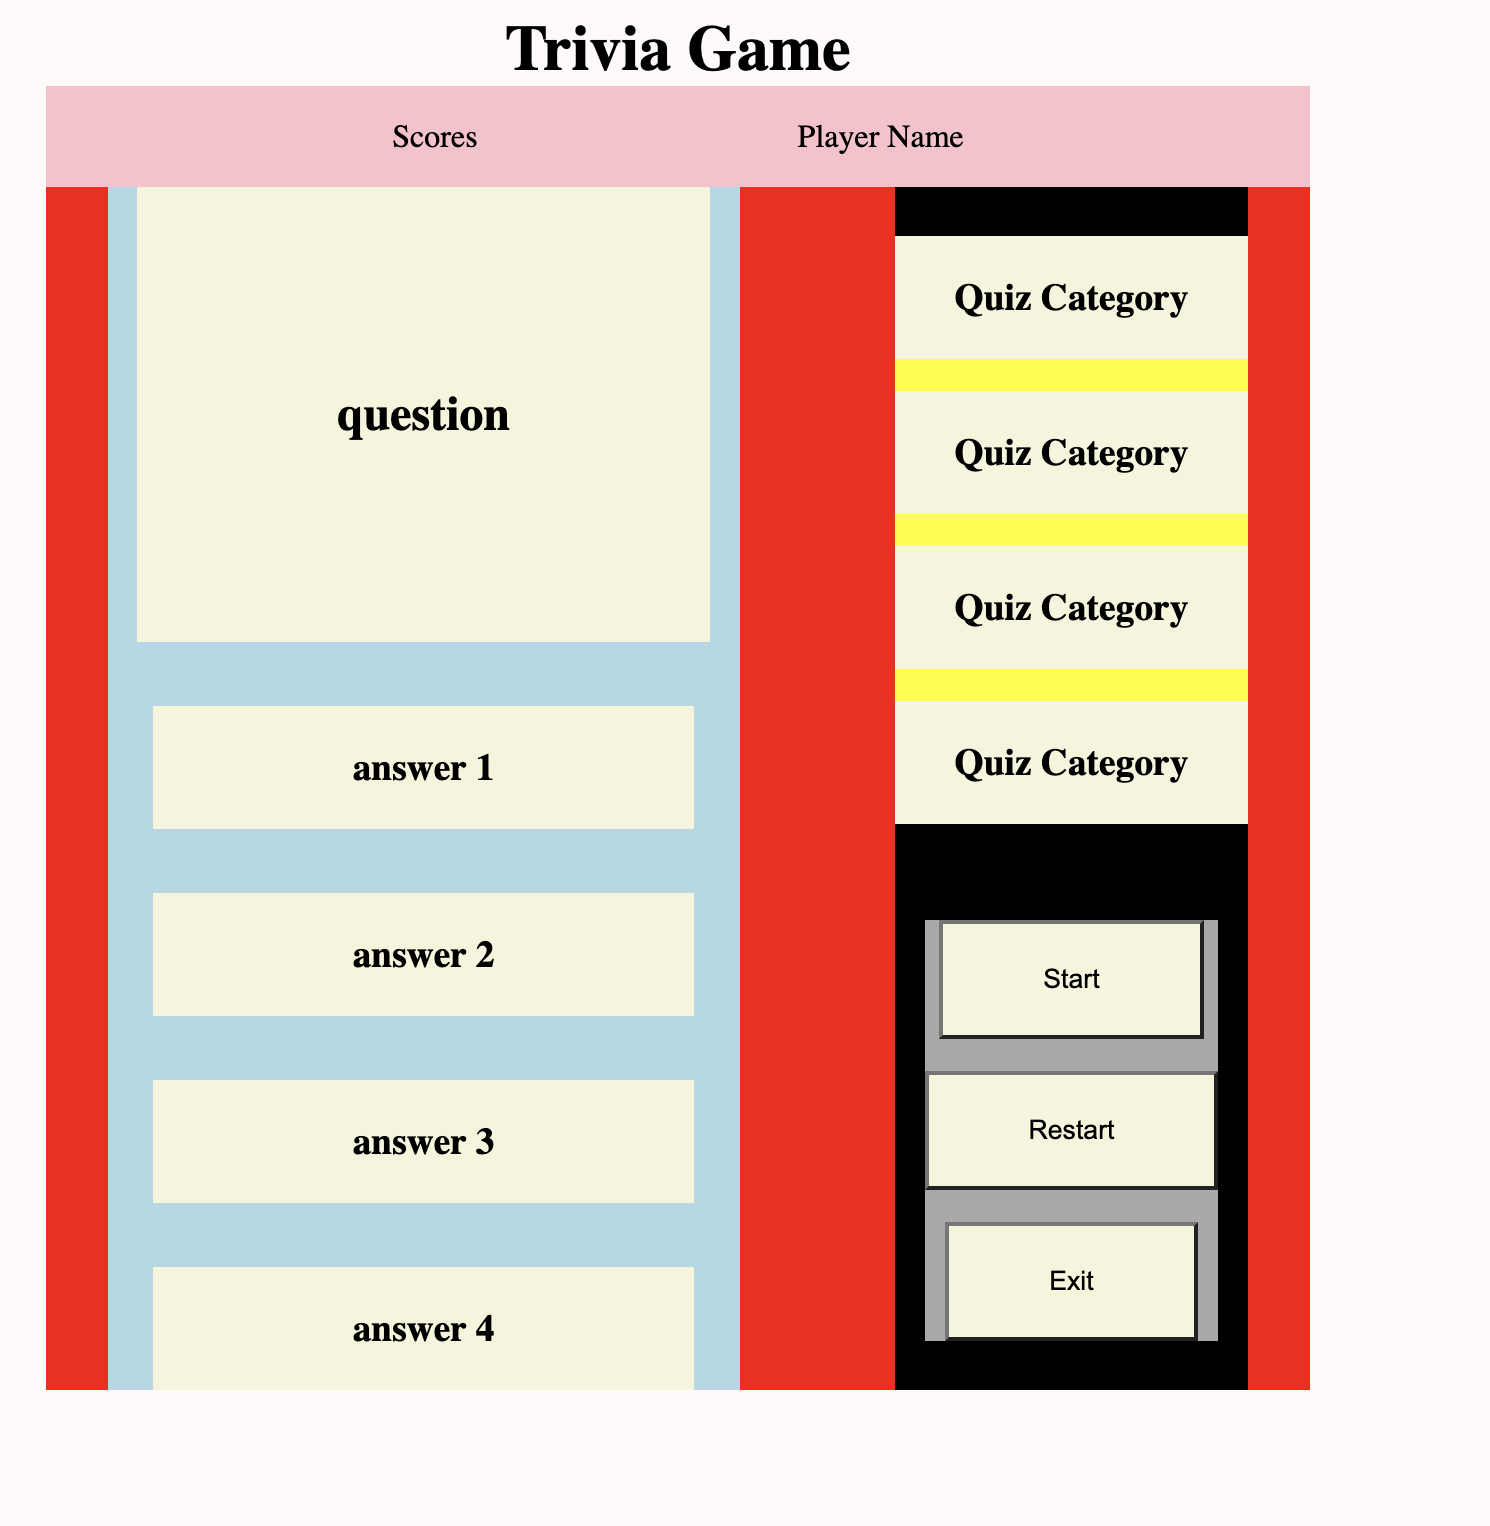 Trivia Game
Scores
Player Name
question
answer 1
answer 2
answer 3
answer 4
Quiz Category
Quiz Category
Quiz Category
Quiz Category
Start
Restart
Exit